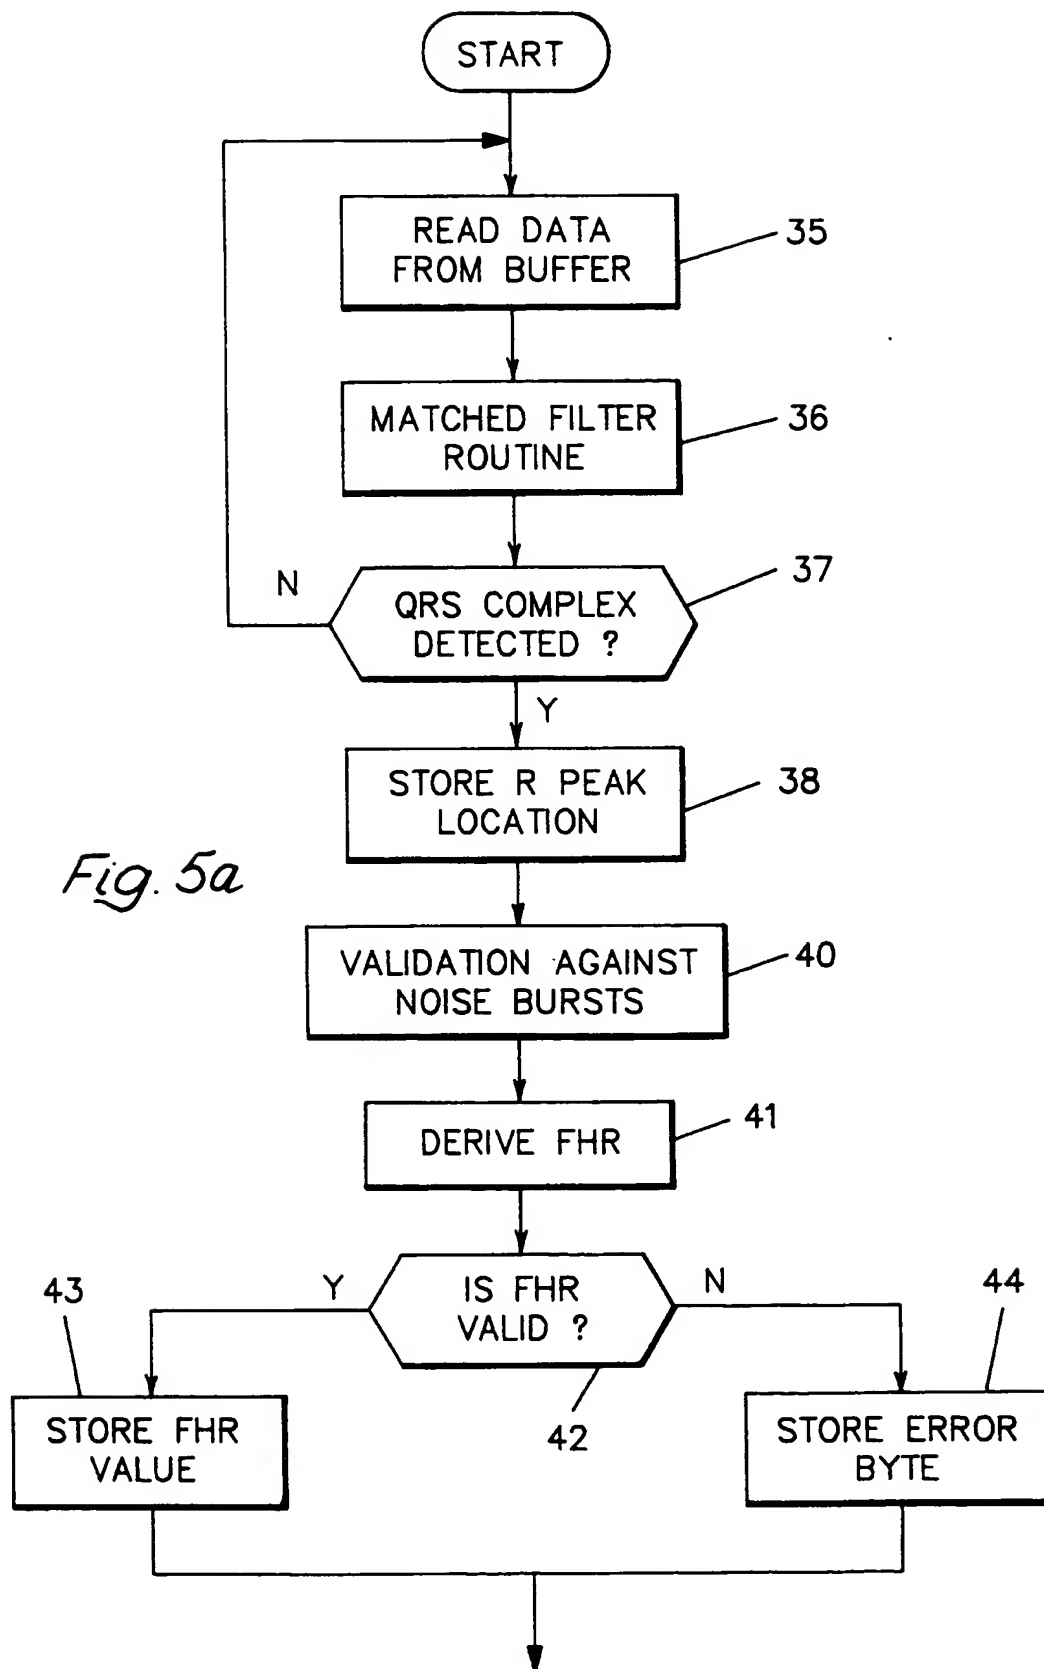 START
READ DATA
FROM BUFFER
35
MATCHED FILTER
ROUTINE
36
N
QRS COMPLEX
DETECTED ?
37
Y
STORE R PEAK
LOCATION
38
Fig. 5a
VALIDATION AGAINST
NOISE BURSTS
40
DERIVE FHR
41
43
Y
IS FHR
VALID ?
N
44
42
STORE FHR
VALUE
STORE ERROR
BYTE